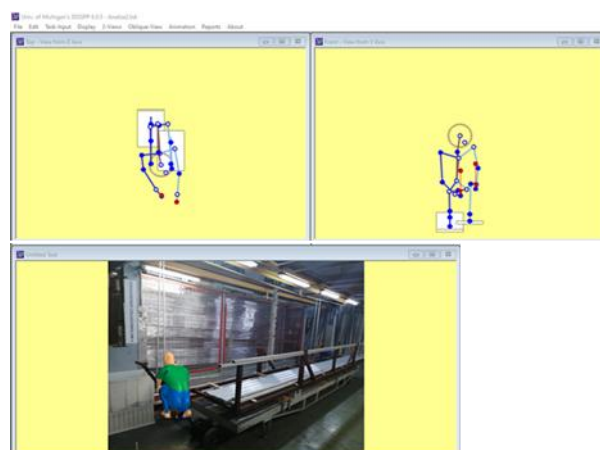 Univ. of Michigan's 3DSSPP 6.0.5 -
File Edit Task-Input Display 3-Views Oblique View Animation Reports About
Top - View from Z Axis
Front - View from Y Axis
Untitled Task